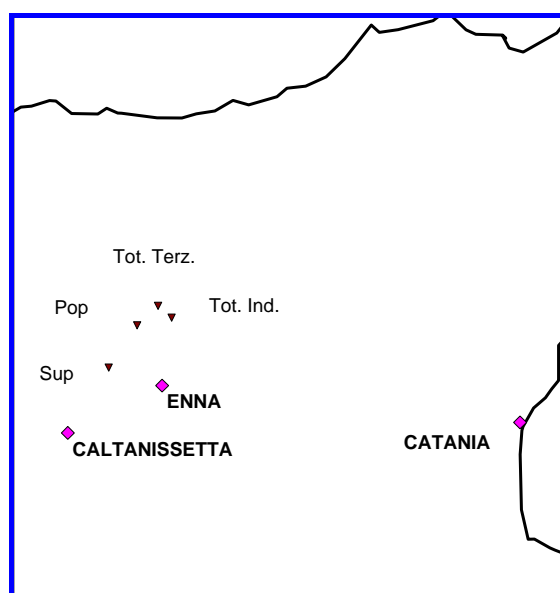 Tot. Terz.
Pop
Tot. Ind.
Sup
ENNA
CALTANISSETTA
CATANIA